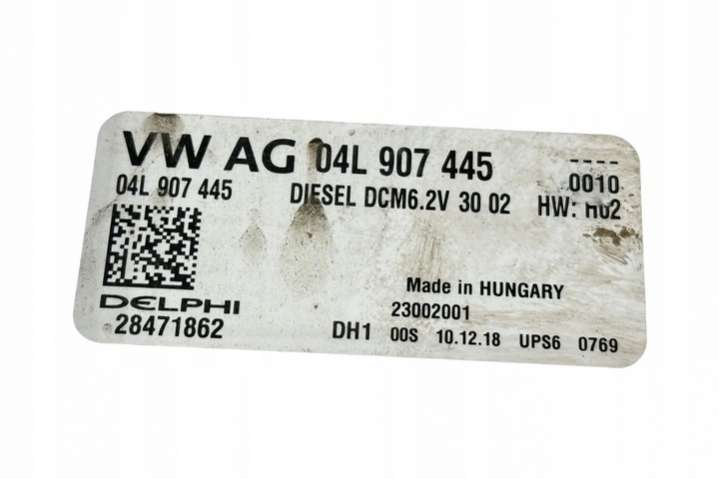 VW AG 04L 907 445 ----
04L 907 445 DIESEL DCM6.2V 30 02 0010
HW: H02
DELPHI
28471862
Made in HUNGARY
23002001
DH1 00S 10.12.18 UPS6 0769